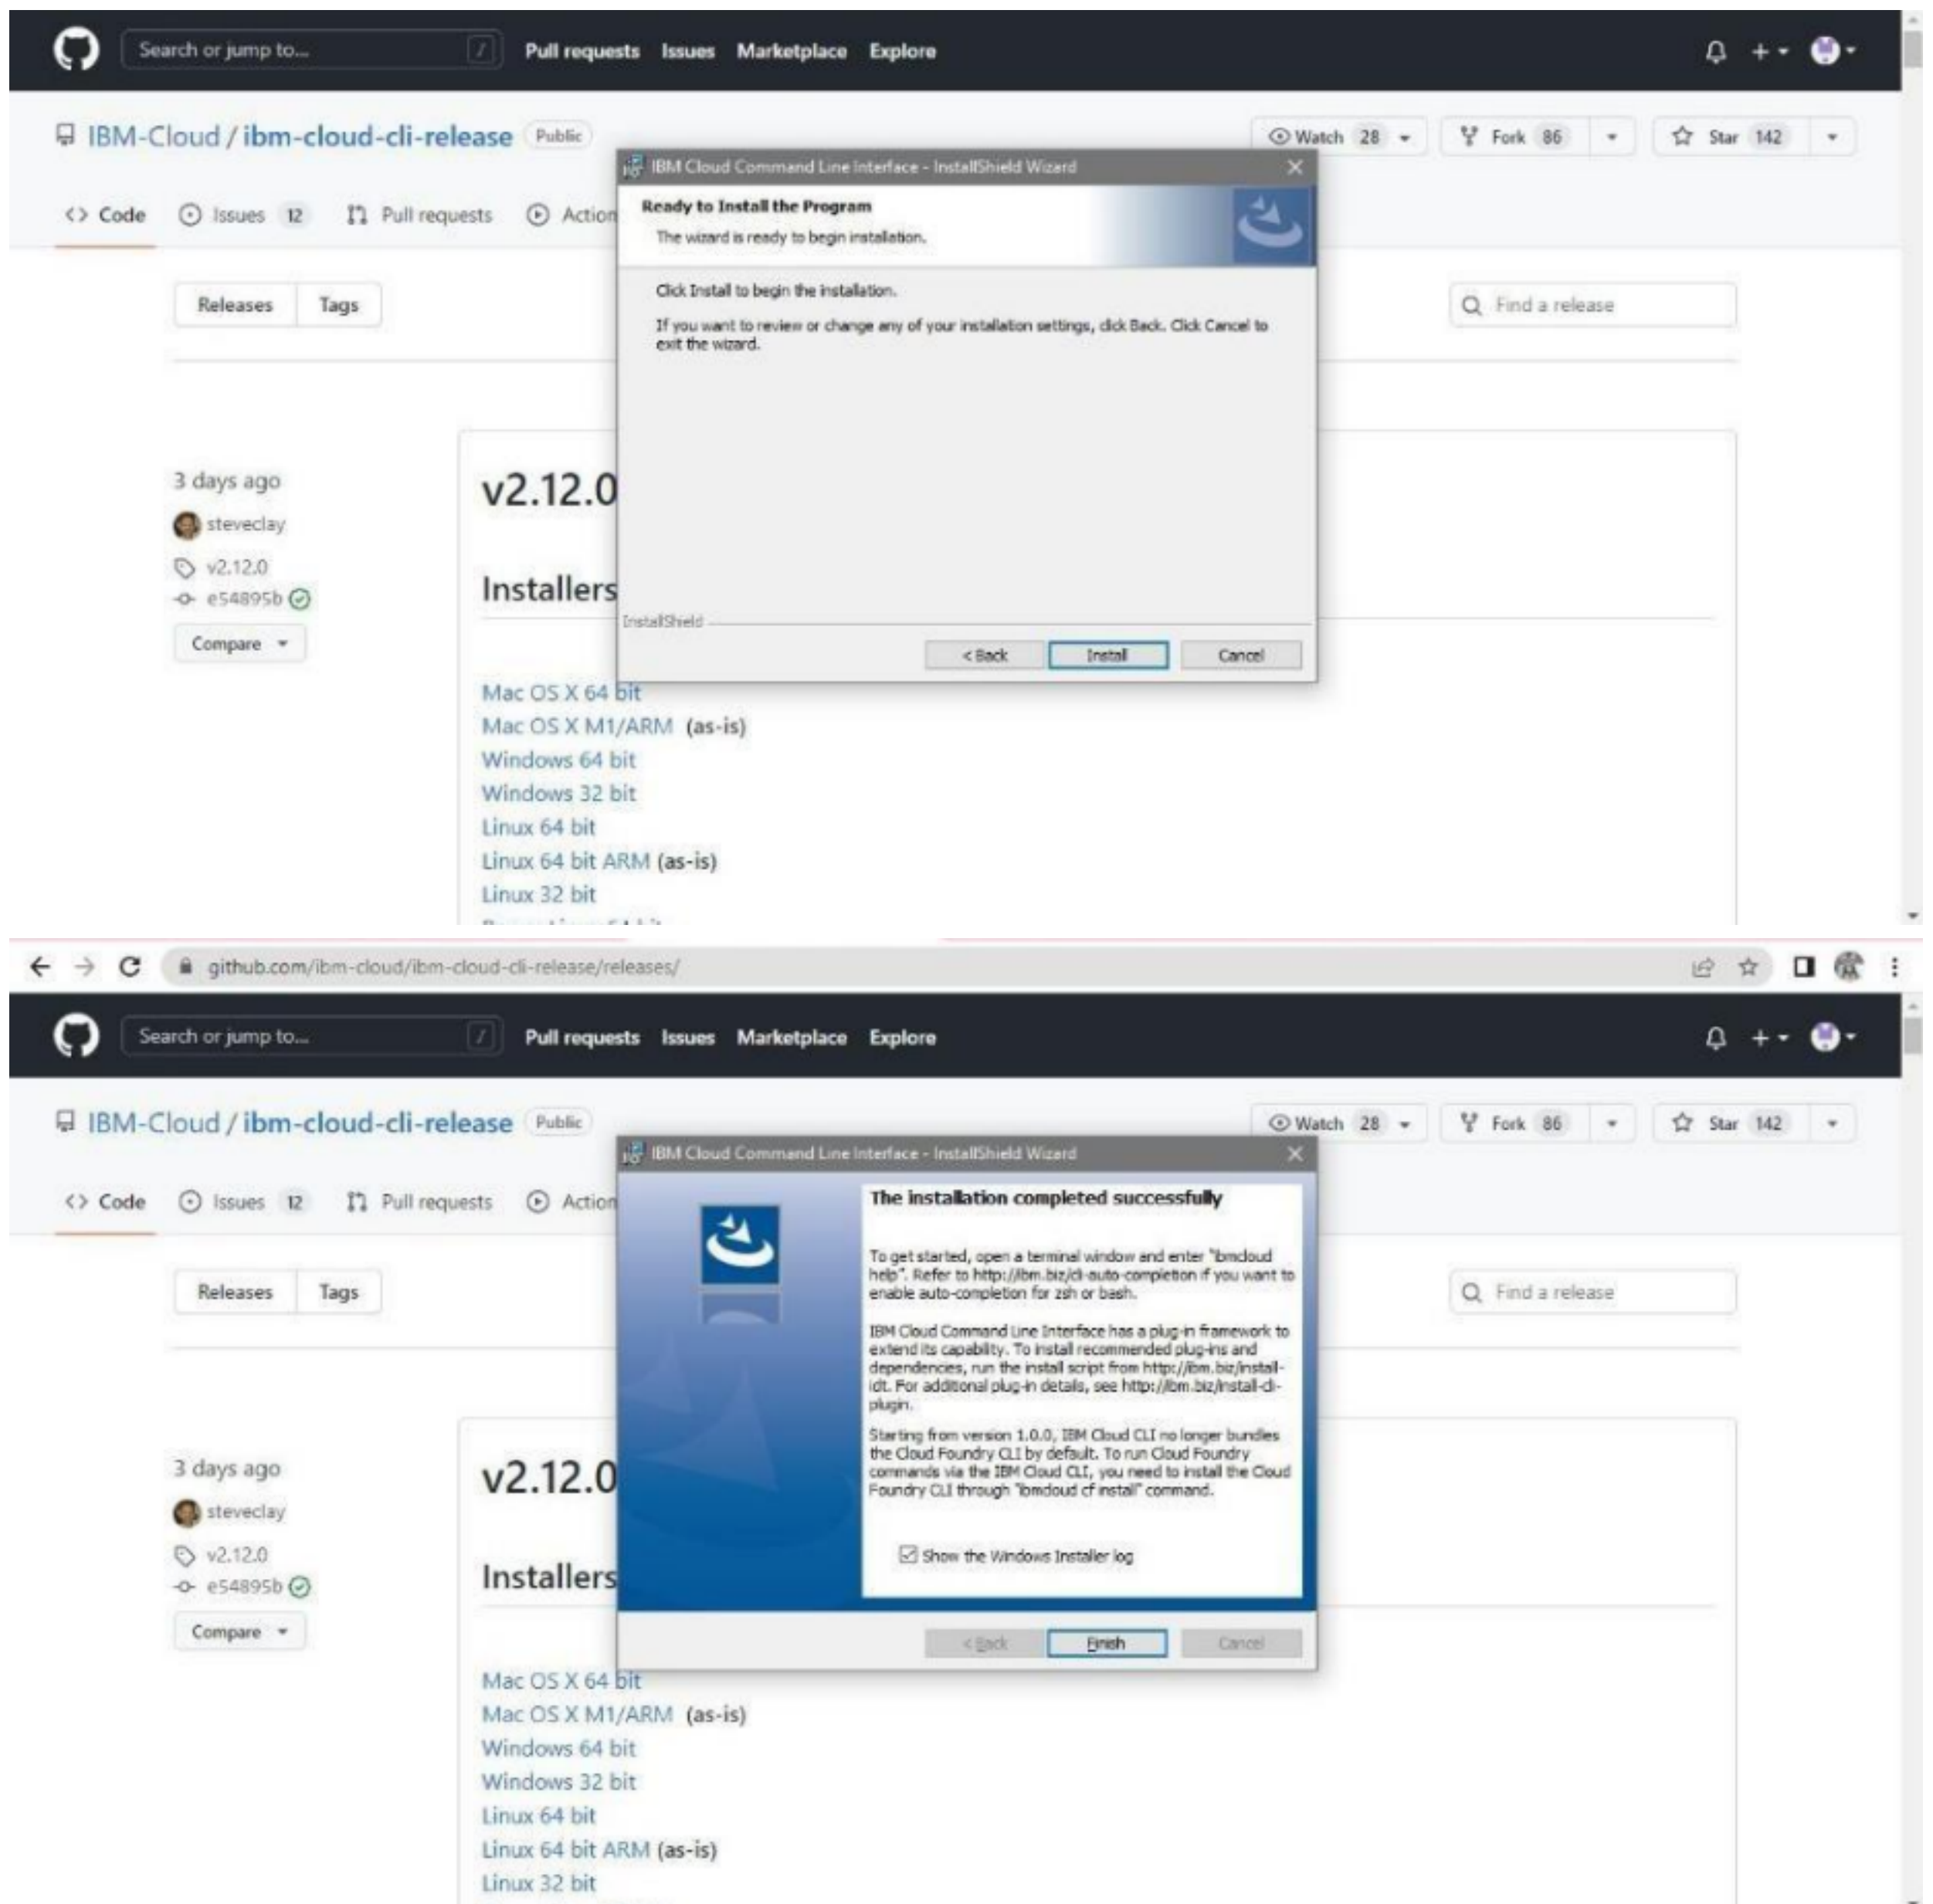 Search or jump to... / Pull requests Issues Marketplace Explore
IBM-Cloud / ibm-cloud-cli-release Public Watch 28 Fork 86 Star 142
IBM Cloud Command Line Interface - InstallShield Wizard
<> Code Issues 12 Pull requests Action
Ready to Install the Program
The wizard is ready to begin installation.
Click Install to begin the installation.
If you want to review or change any of your installation settings, click Back. Click Cancel to
exit the wizard.
Releases Tags Find a release
3 days ago
steveclay
v2.12.0
e54895b
Compare
v2.12.0
Installers
InstallShield
< Back Install Cancel
Mac OS X 64 bit
Mac OS X M1/ARM (as-is)
Windows 64 bit
Windows 32 bit
Linux 64 bit
Linux 64 bit ARM (as-is)
Linux 32 bit
github.com/ibm-cloud/ibm-cloud-cli-release/releases/
Search or jump to... / Pull requests Issues Marketplace Explore
IBM-Cloud / ibm-cloud-cli-release Public Watch 28 Fork 86 Star 142
IBM Cloud Command Line Interface - InstallShield Wizard
<> Code Issues 12 Pull requests Action
The installation completed successfully
To get started, open a terminal window and enter "ibmcloud
help". Refer to http://ibm.biz/cli-auto-completion if you want to
enable auto-completion for zsh or bash.
IBM Cloud Command Line Interface has a plug-in framework to
extend its capability. To install recommended plug-ins and
dependencies, run the install script from http://ibm.biz/install-
idt. For additional plug-in details, see http://ibm.biz/install-cli-
plugin.
Starting from version 1.0.0, IBM Cloud CLI no longer bundles
the Cloud Foundry CLI by default. To run Cloud Foundry
commands via the IBM Cloud CLI, you need to install the Cloud
Foundry CLI through "ibmcloud cf install" command.
Show the Windows Installer log
< Back Finish Cancel
Releases Tags Find a release
3 days ago
steveclay
v2.12.0
e54895b
Compare
v2.12.0
Installers
Mac OS X 64 bit
Mac OS X M1/ARM (as-is)
Windows 64 bit
Windows 32 bit
Linux 64 bit
Linux 64 bit ARM (as-is)
Linux 32 bit